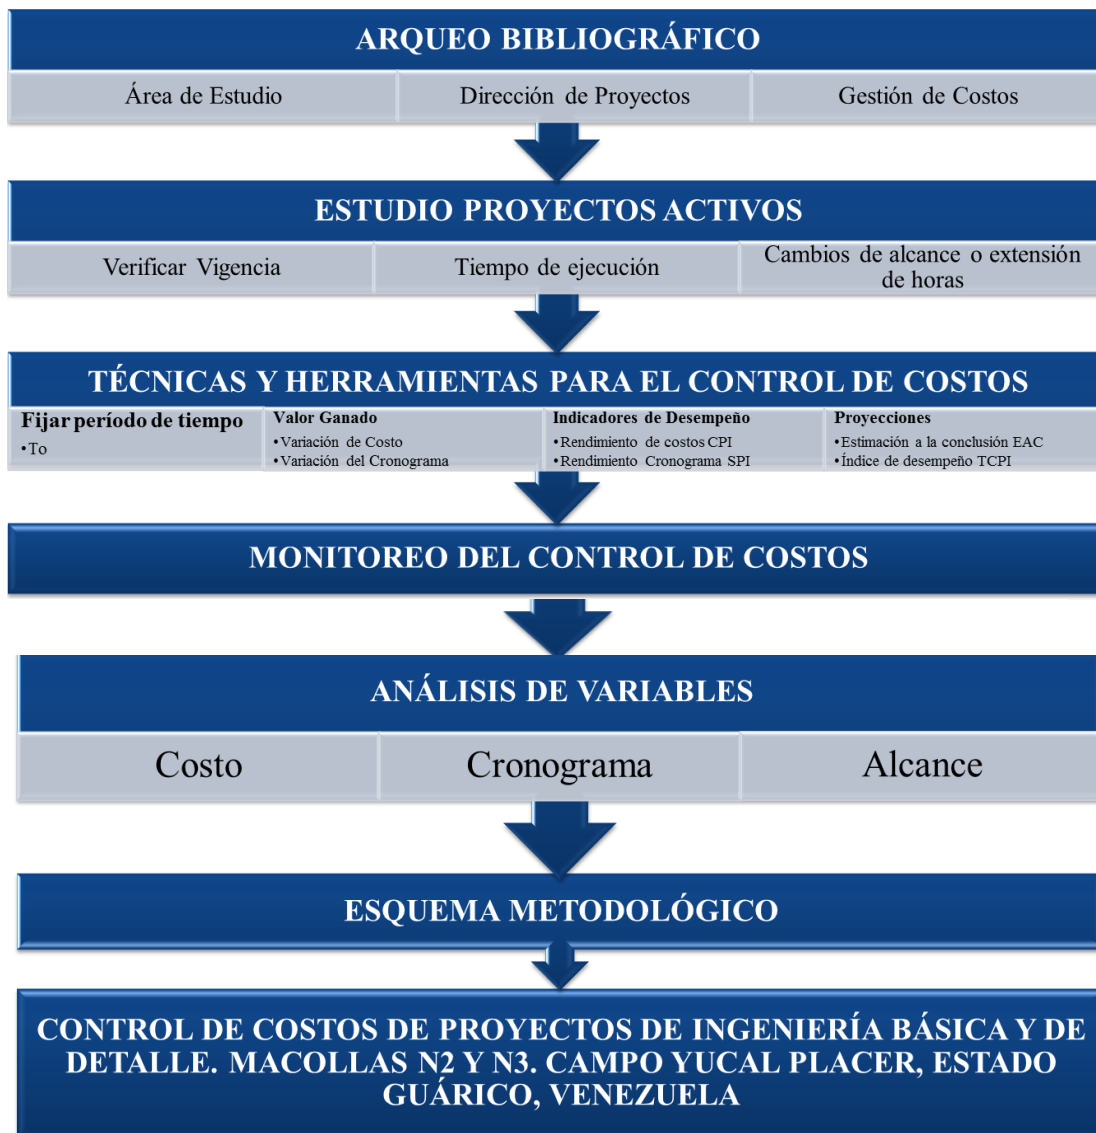 ARQUEO BIBLIOGRÁFICO
Área de Estudio
Dirección de Proyectos
Gestión de Costos
ESTUDIO PROYECTOS ACTIVOS
Verificar Vigencia
Tiempo de ejecución
Cambios de alcance o extensión
de horas
TÉCNICAS Y HERRAMIENTAS PARA EL CONTROL DE COSTOS
Fijar período de tiempo
•To
Valor Ganado
•Variación de Costo
•Variación del Cronograma
Indicadores de Desempeño
•Rendimiento de costos CPI
•Rendimiento Cronograma SPI
Proyecciones
•Estimación a la conclusión EAC
•Índice de desempeño TCPI
MONITOREO DEL CONTROL DE COSTOS
ANÁLISIS DE VARIABLES
Costo
Cronograma
Alcance
ESQUEMA METODOLÓGICO
CONTROL DE COSTOS DE PROYECTOS DE INGENIERÍA BÁSICA Y DE
DETALLE. MACOLLAS N2 Y N3. CAMPO YUCAL PLACER, ESTADO
GUÁRICO, VENEZUELA